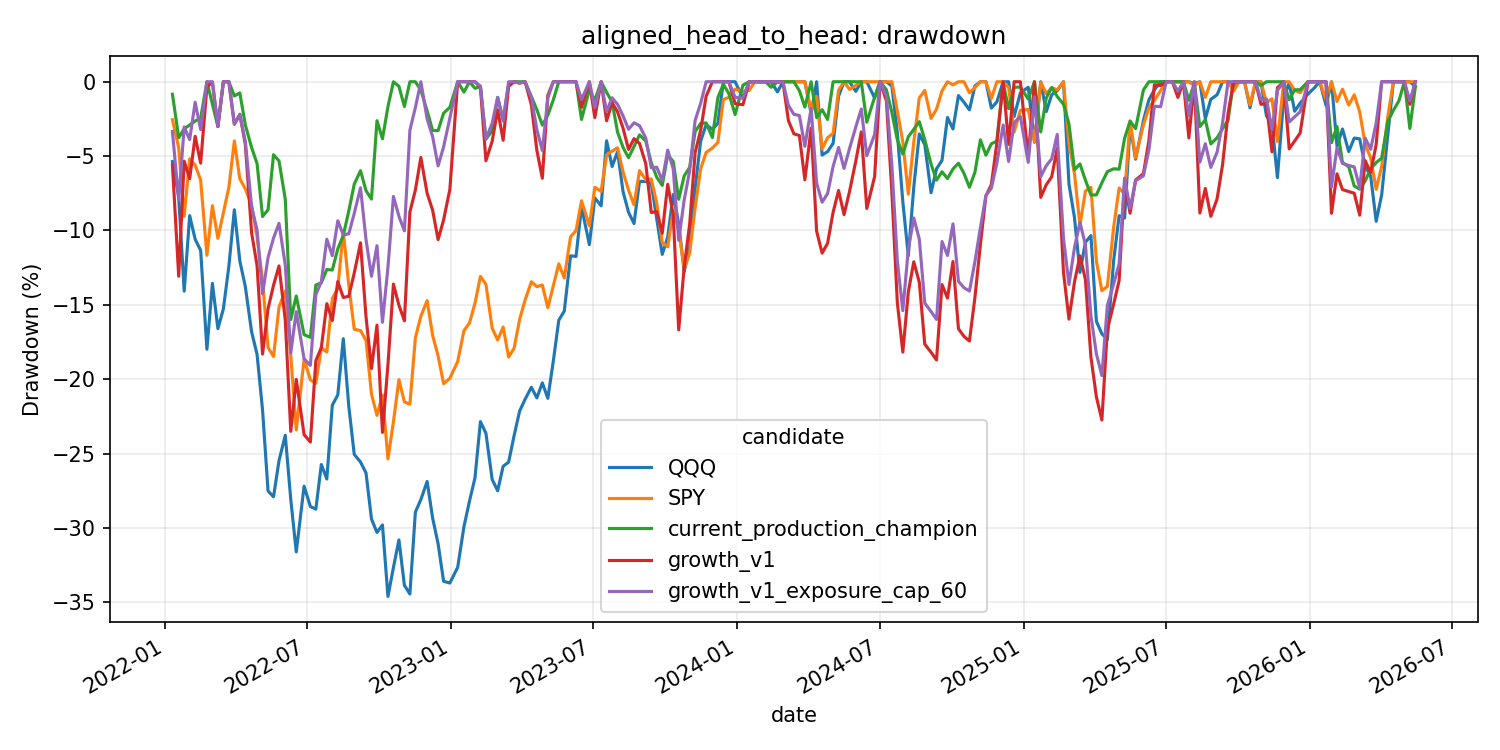 aligned_head_to_head: drawdown
Drawdown (%)
0
−5
−10
−15
−20
−25
−30
−35
candidate
QQQ
SPY
current_production_champion
growth_v1
growth_v1_exposure_cap_60
2022-01
2022-07
2023-01
2023-07
2024-01
2024-07
2025-01
2025-07
2026-01
2026-07
date